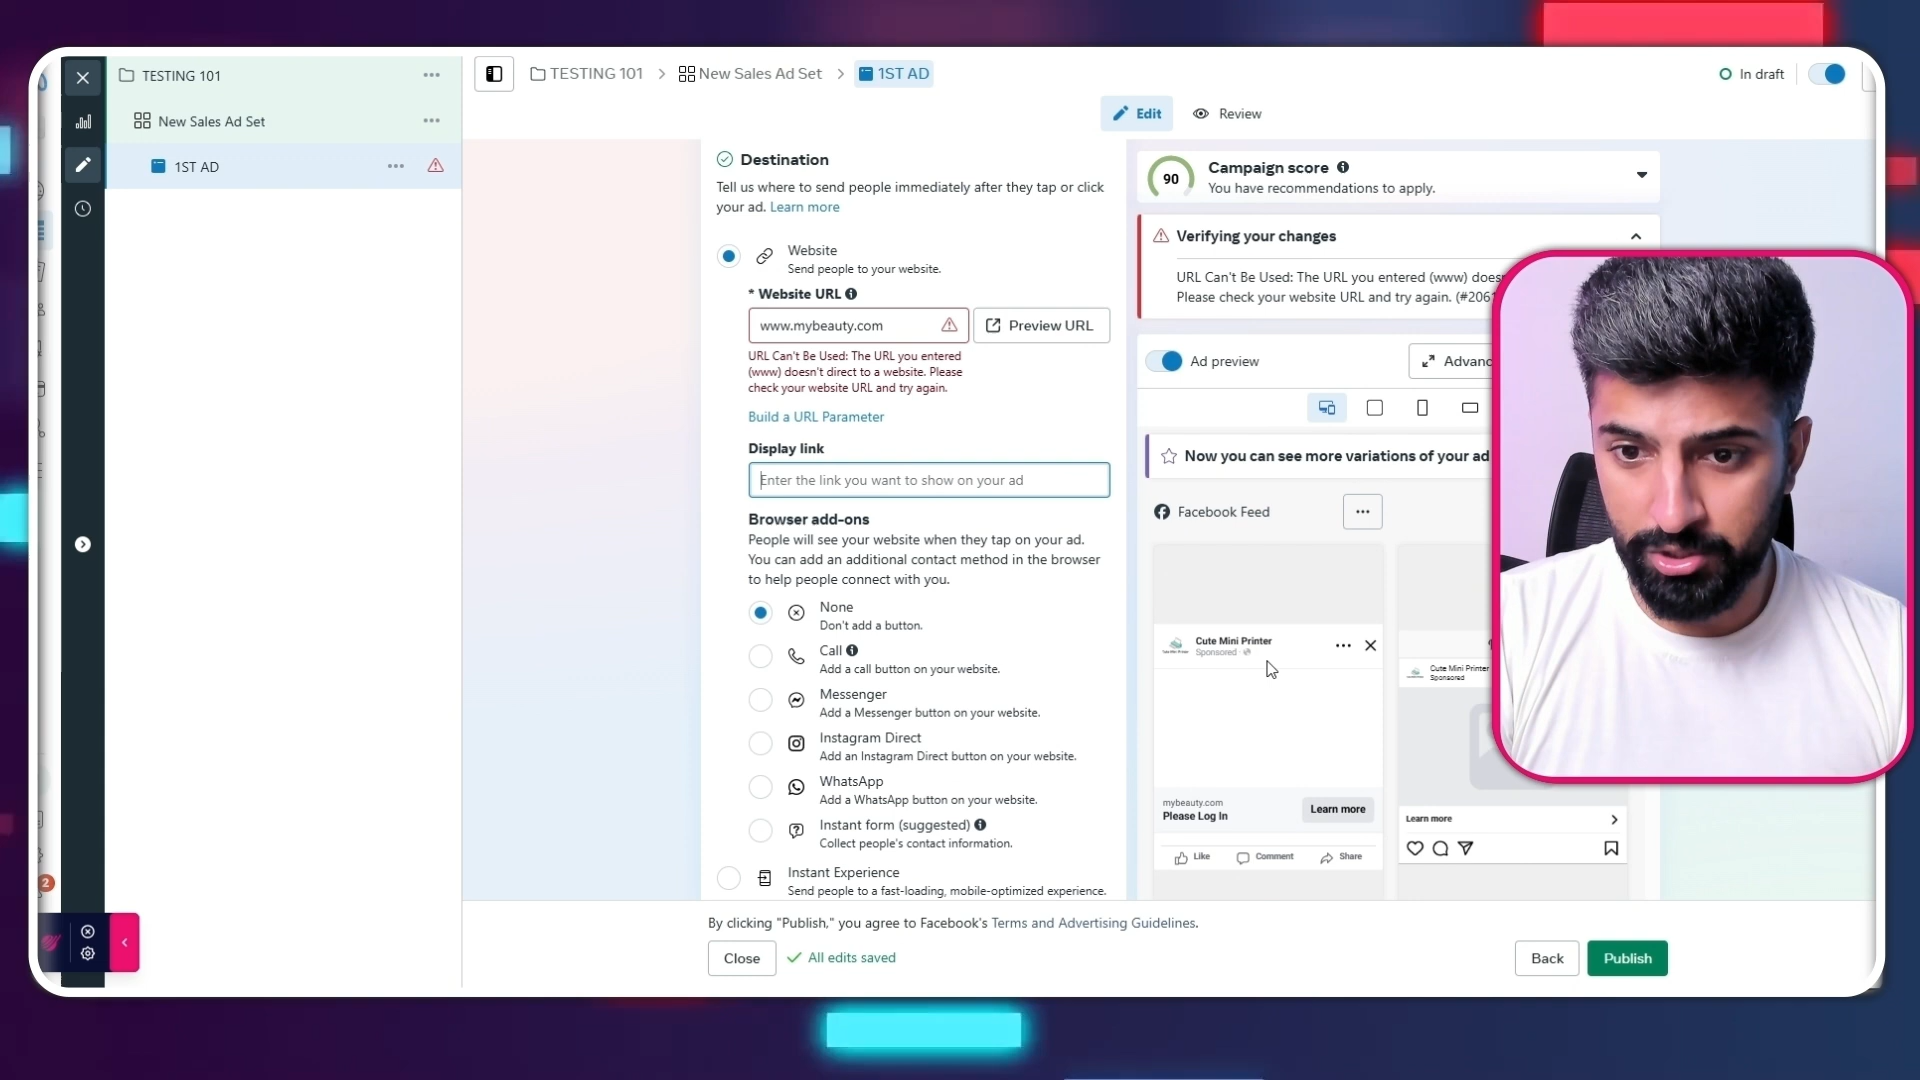 TESTING 101
New Sales Ad Set
1ST AD
TESTING 101 > New Sales Ad Set > 1ST AD
In draft
Edit
Review
Destination
Tell us where to send people immediately after they tap or click
your ad. Learn more
Website
Send people to your website.
* Website URL
www.mybeauty.com
Preview URL
URL Can't Be Used: The URL you entered
(www) doesn't direct to a website. Please
check your website URL and try again.
Build a URL Parameter
Display link
Enter the link you want to show on your ad
Browser add-ons
People will see your website when they tap on your ad.
You can add an additional contact method in the browser
to help people connect with you.
None
Don't add a button.
Call
Add a call button on your website.
Messenger
Add a Messenger button on your website.
Instagram Direct
Add an Instagram Direct button on your website.
WhatsApp
Add a WhatsApp button on your website.
Instant form (suggested)
Collect people's contact information.
Instant Experience
Send people to a fast-loading, mobile-optimized experience.
90
Campaign score
You have recommendations to apply.
Verifying your changes
URL Can't Be Used: The URL you entered (www)
Please check your website URL and try again.
Ad preview
Now you can see more variations of your ad
Facebook Feed
Cute Mini Printer
Sponsored
mybeauty.com
Please Log In
Learn more
Like
Comment
Share
Cute Mini Printer
Sponsored
Learn more
2
By clicking "Publish," you agree to Facebook's Terms and Advertising Guidelines.
Close
All edits saved
Back
Publish